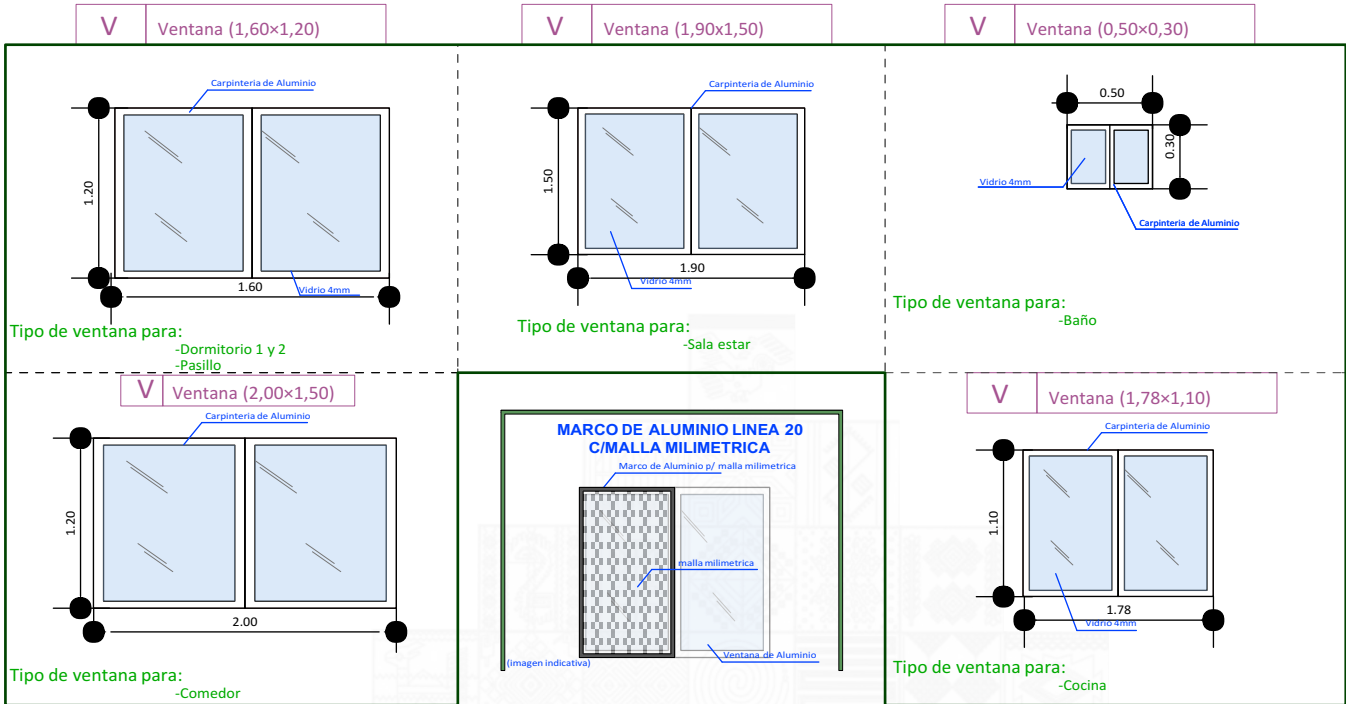 V Ventana (1,60×1,20)
Carpinteria de Aluminio
1.20
1.60
Vidrio 4mm
Tipo de ventana para:
-Dormitorio 1 y 2
-Pasillo
V Ventana (1,90x1,50)
Carpinteria de Aluminio
1.50
1.90
Vidrio 4mm
Tipo de ventana para:
-Sala estar
V Ventana (0,50×0,30)
0.50
0.30
Vidrio 4mm
Carpinteria de Aluminio
Tipo de ventana para:
-Baño
V Ventana (2,00×1,50)
Carpinteria de Aluminio
1.20
2.00
Tipo de ventana para:
-Comedor
MARCO DE ALUMINIO LINEA 20
C/MALLA MILIMETRICA
Marco de Aluminio p/ malla milimetrica
malla milimetrica
Ventana de Aluminio
(imagen indicativa)
V Ventana (1,78×1,10)
Carpinteria de Aluminio
1.10
1.78
Vidrio 4mm
Tipo de ventana para:
-Cocina